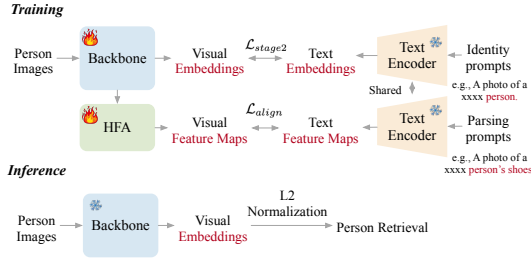 Training
Person
Images
Backbone
Visual
Embeddings
L_stage2
Text
Embeddings
Text
Encoder
Identity
prompts
e.g., A photo of a
xxxx person.
Shared
HFA
Visual
Feature Maps
L_align
Text
Feature Maps
Text
Encoder
Parsing
prompts
e.g., A photo of a
xxxx person's shoes
Inference
Person
Images
Backbone
Visual
Embeddings
L2
Normalization
Person Retrieval